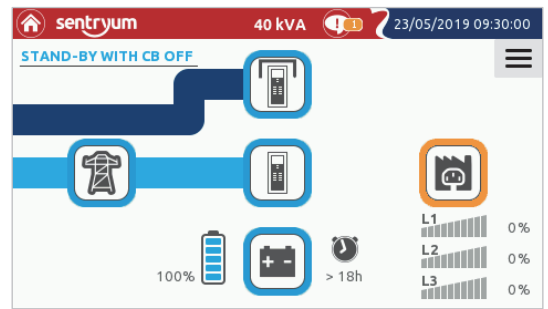 sentryum
40 kVA
1
23/05/2019 09:30:00
STAND-BY WITH CB OFF
L1
0%
L2
0%
L3
0%
100%
> 18h